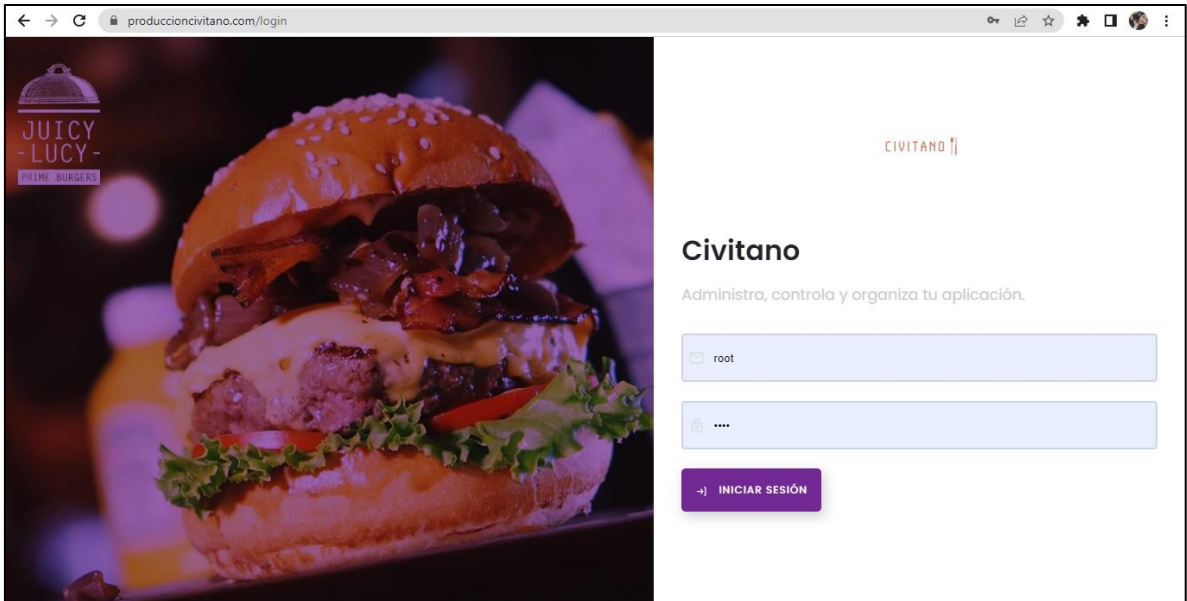 produccioncivitano.com/login
JUICY
-LUCY-
PRIME BURGERS
CIVITANO
Civitano
Administra, controla y organiza tu aplicación.
root
••••
INICIAR SESIÓN